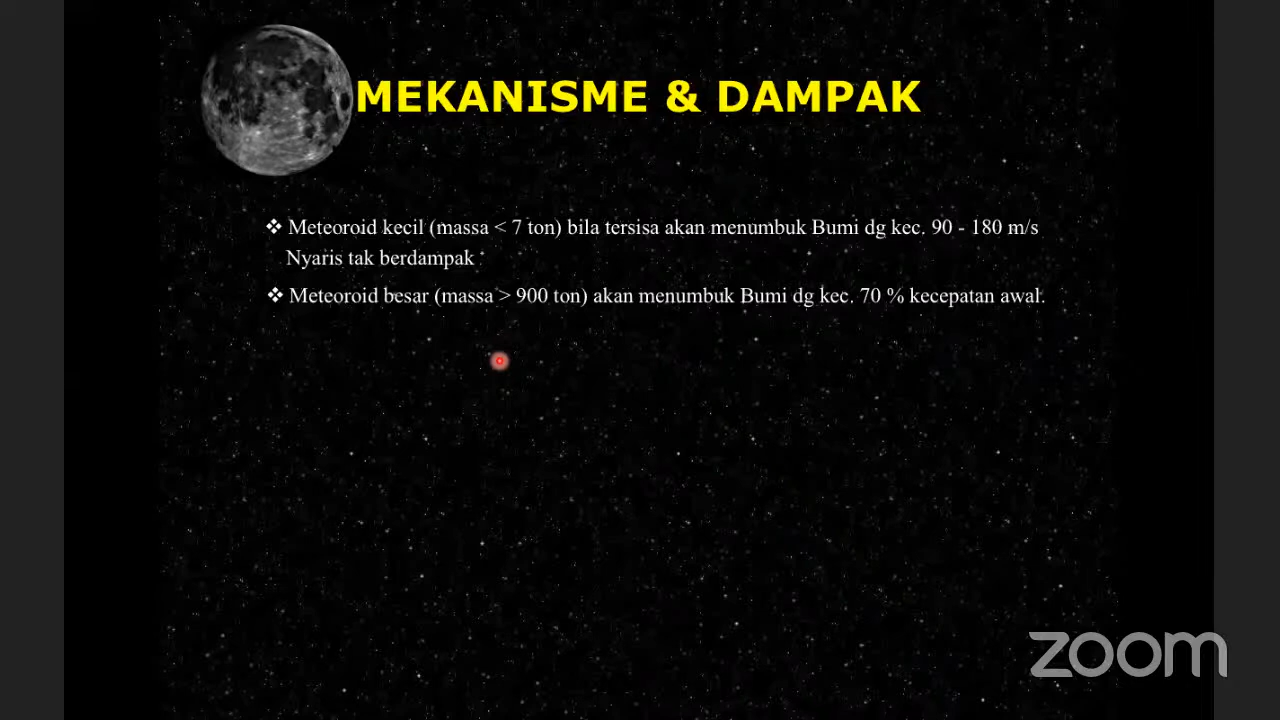 MEKANISME & DAMPAK
❖ Meteoroid kecil (massa < 7 ton) bila tersisa akan menumbuk Bumi dg kec. 90 - 180 m/s
Nyaris tak berdampak
❖ Meteoroid besar (massa > 900 ton) akan menumbuk Bumi dg kec. 70 % kecepatan awal.
zoom